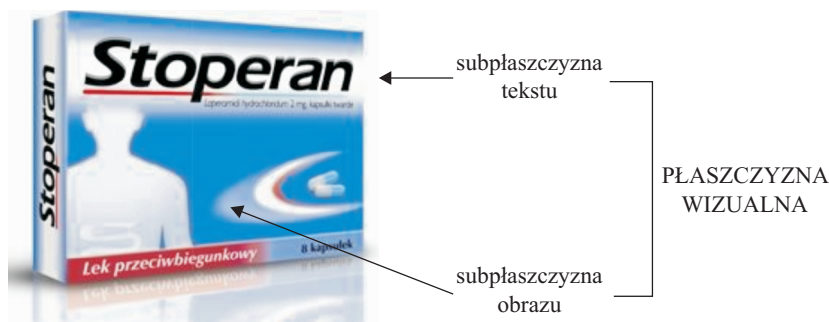 Stoperan
Loperamidi hydrochloridum 2 mg, kapsułki twarde
Stoperan
Lek przeciwbiegunkowy
8 kapsułek
subpłaszczyzna
tekstu
PŁASZCZYZNA
WIZUALNA
subpłaszczyzna
obrazu